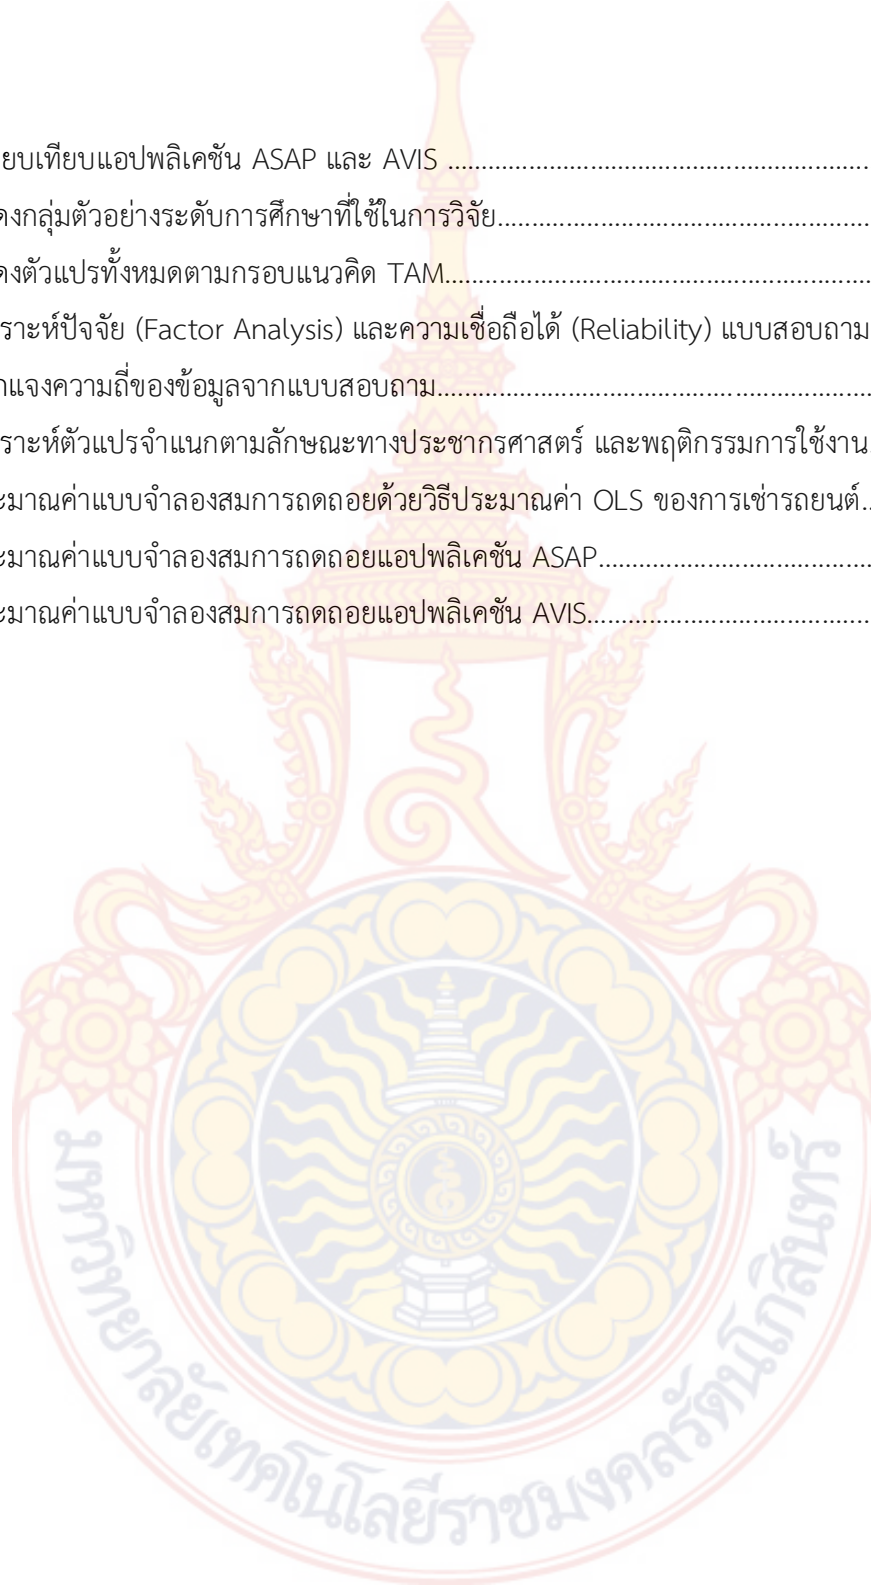 ยบเทียบแอปพลิเคชัน ASAP และ AVIS ................................................................................
ดงกลุ่มตัวอย่างระดับการศึกษาที่ใช้ในการวิจัย.......................................................................
ดงตัวแปรทั้งหมดตามกรอบแนวคิด TAM................................................................................
ราะห์ปัจจัย (Factor Analysis) และความเชื่อถือได้ (Reliability) แบบสอบถาม
กแจงความถี่ของข้อมูลจากแบบสอบถาม..................................................................................
ราะห์ตัวแปรจำแนกตามลักษณะทางประชากรศาสตร์ และพฤติกรรมการใช้งาน.
ะมาณค่าแบบจำลองสมการถดถอยด้วยวิธีประมาณค่า OLS ของการเช่ารถยนต์..
ะมาณค่าแบบจำลองสมการถดถอยแอปพลิเคชัน ASAP...................................................
ะมาณค่าแบบจำลองสมการถดถอยแอปพลิเคชัน AVIS.....................................................
มหาวิทยาลัยเทคโนโลยีราชมงคลรัตนโกสินทร์